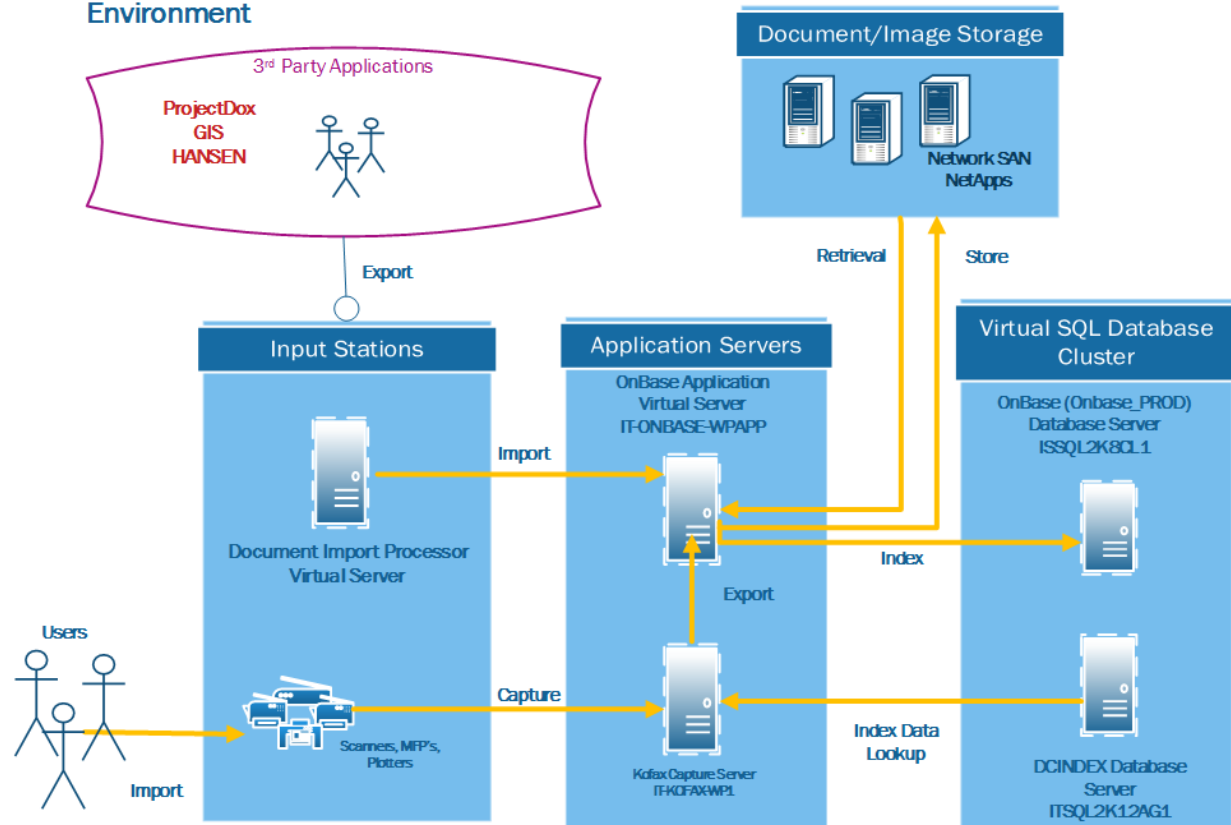 Environment
3rd Party Applications
ProjectDox
GIS
HANSEN
Export
Document/Image Storage
Network SAN
NetApps
Retrieval
Store
Input Stations
Document Import Processor
Virtual Server
Scanners, MFP's,
Plotters
Users
Import
Import
Capture
Application Servers
OnBase Application
Virtual Server
IT-ONBASE-WPAPP
Export
Kofax Capture Server
IT-KOFAX-WP1
Index
Index Data
Lookup
Virtual SQL Database
Cluster
OnBase (Onbase_PROD)
Database Server
ISSQL2K8CL1
DCINDEX Database
Server
ITSQL2K12AG1